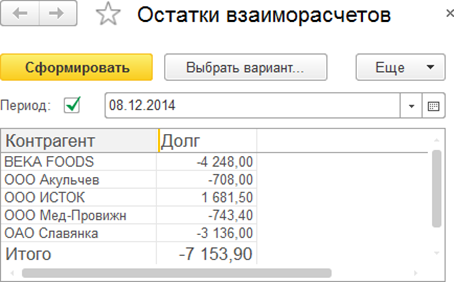 Остатки взаиморасчетов
Сформировать Выбрать вариант... Еще
Период: 08.12.2014
Контрагент Долг
BEKA FOODS -4 248,00
ООО Акульчев -708,00
ООО ИСТОК 1 681,50
ООО Мед-Провижн -743,40
ОАО Славянка -3 136,00
Итого -7 153,90